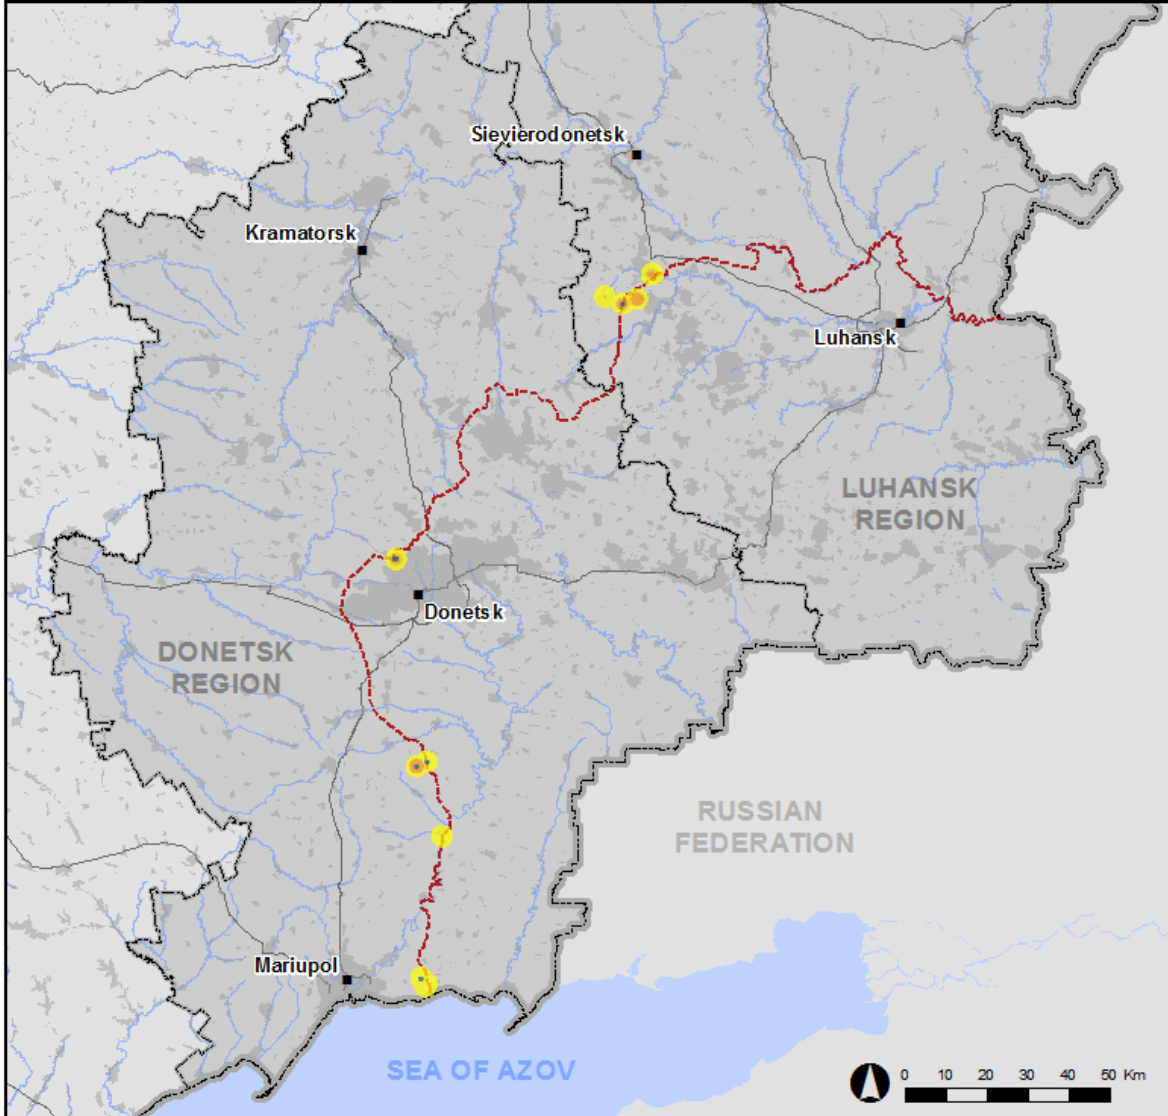 Sievierodonetsk
Kramatorsk
Luhansk
LUHANSK
REGION
Donetsk
DONETSK
REGION
RUSSIAN
FEDERATION
Mariupol
SEA OF AZOV
0 10 20 30 40 50 Km